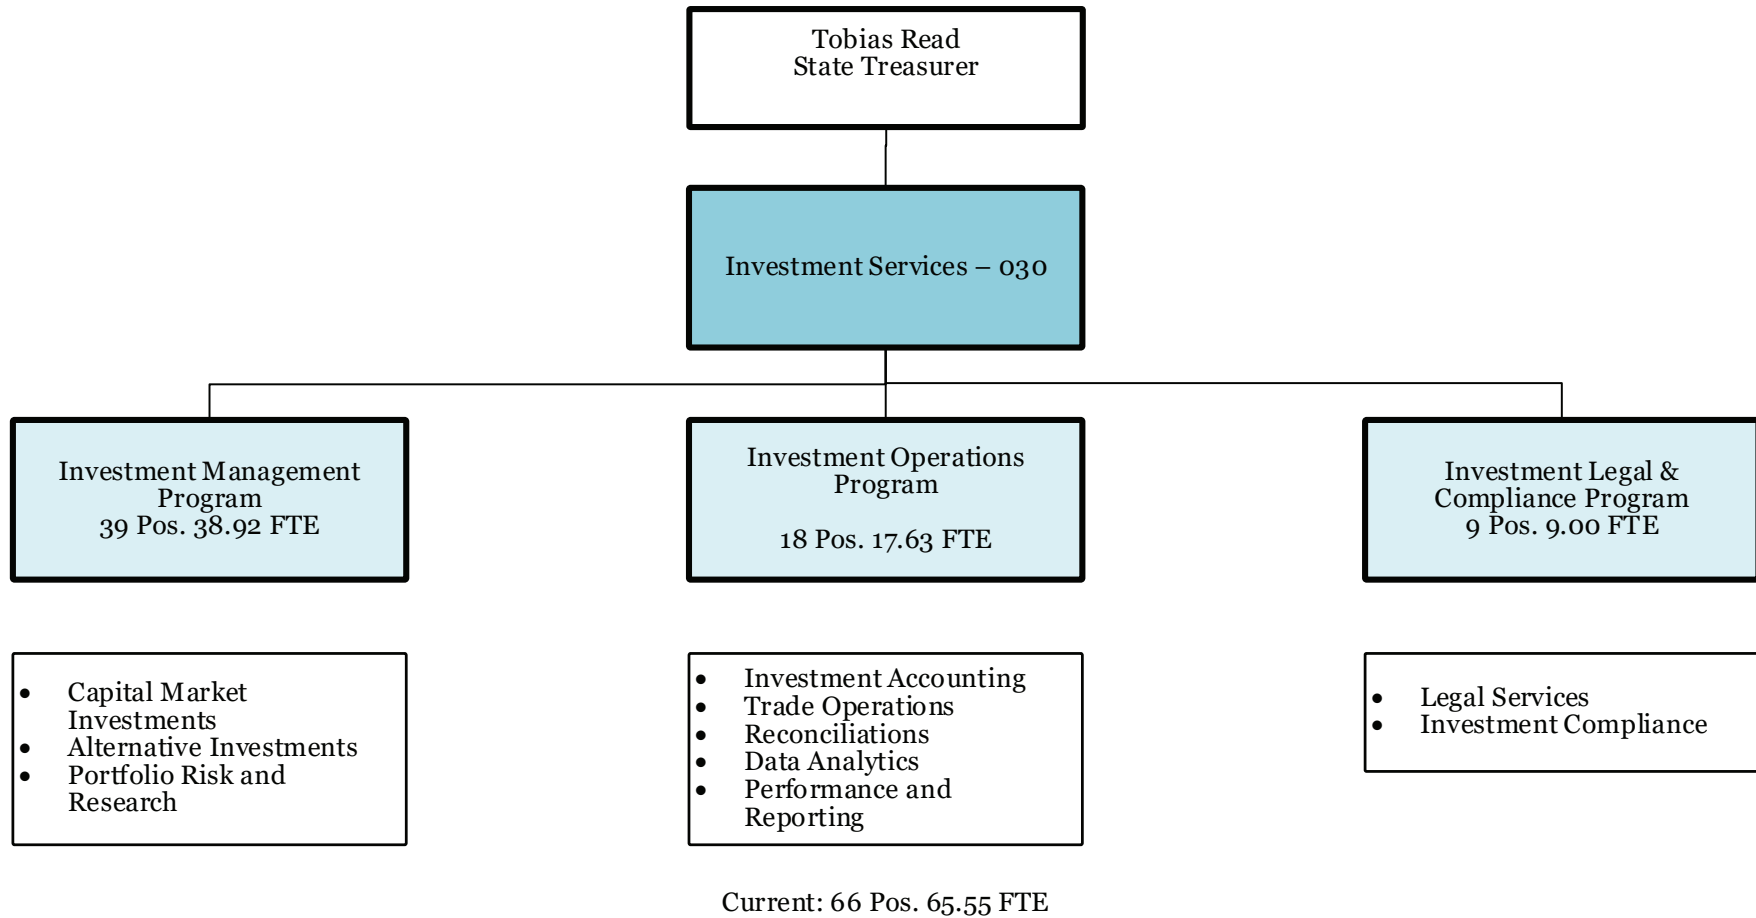 Tobias Read
State Treasurer
Investment Services – 030
Investment Management
Program
39 Pos. 38.92 FTE
Investment Operations
Program
18 Pos. 17.63 FTE
Investment Legal &
Compliance Program
9 Pos. 9.00 FTE
• Capital Market
Investments
• Alternative Investments
• Portfolio Risk and
Research
• Investment Accounting
• Trade Operations
• Reconciliations
• Data Analytics
• Performance and
Reporting
• Legal Services
• Investment Compliance
Current: 66 Pos. 65.55 FTE